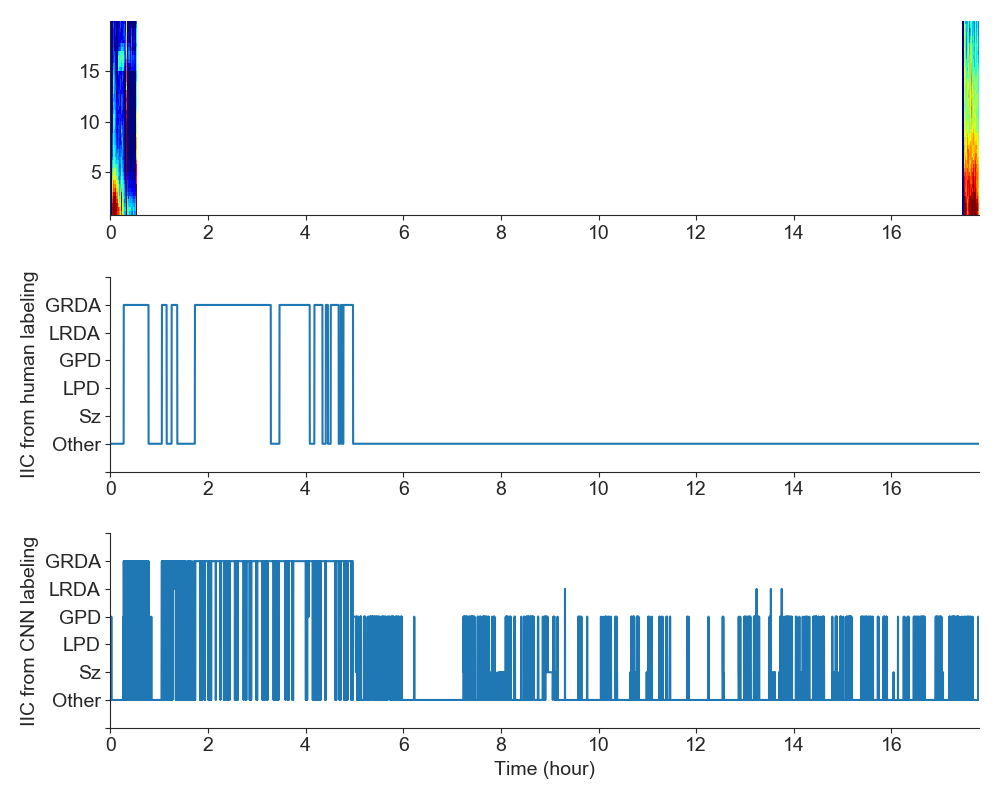 15
10
5
0 2 4 6 8 10 12 14 16
IIC from human labeling
GRDA
LRDA
GPD
LPD
Sz
Other
0 2 4 6 8 10 12 14 16
IIC from CNN labeling
GRDA
LRDA
GPD
LPD
Sz
Other
0 2 4 6 8 10 12 14 16
Time (hour)